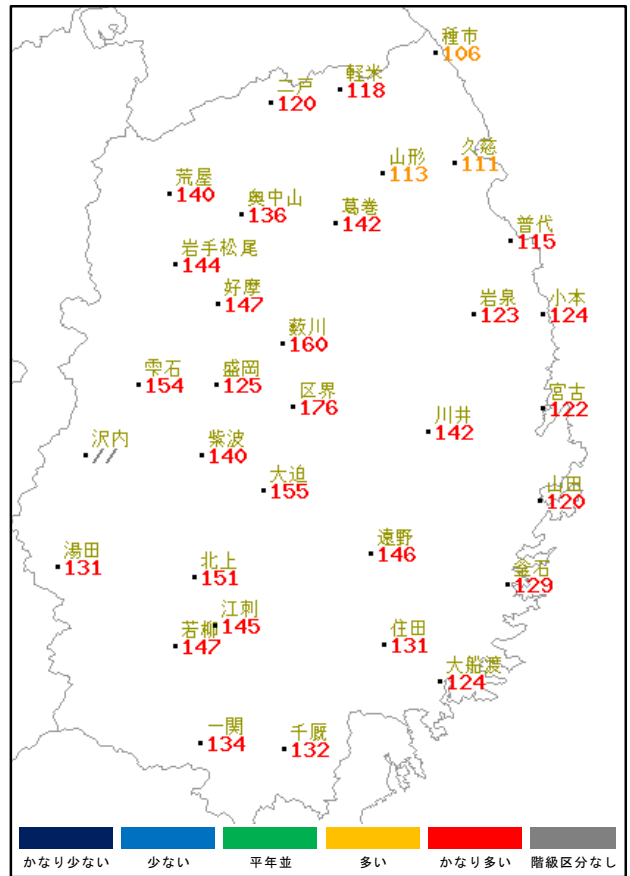 種市
106
軽米
118
二戸
120
久慈
111
山形
113
荒屋
140
奥中山
136
葛巻
142
普代
115
岩手松尾
144
好摩
147
岩泉
123
小本
124
薮川
160
雫石
154
盛岡
125
区界
176
宮古
122
川井
142
沢内
//
紫波
140
大迫
155
山田
120
遠野
146
湯田
131
北上
151
釜石
129
江刺
145
若柳
147
住田
131
大船渡
124
一関
134
千厩
132
かなり少ない
少ない
平年並
多い
かなり多い
階級区分なし